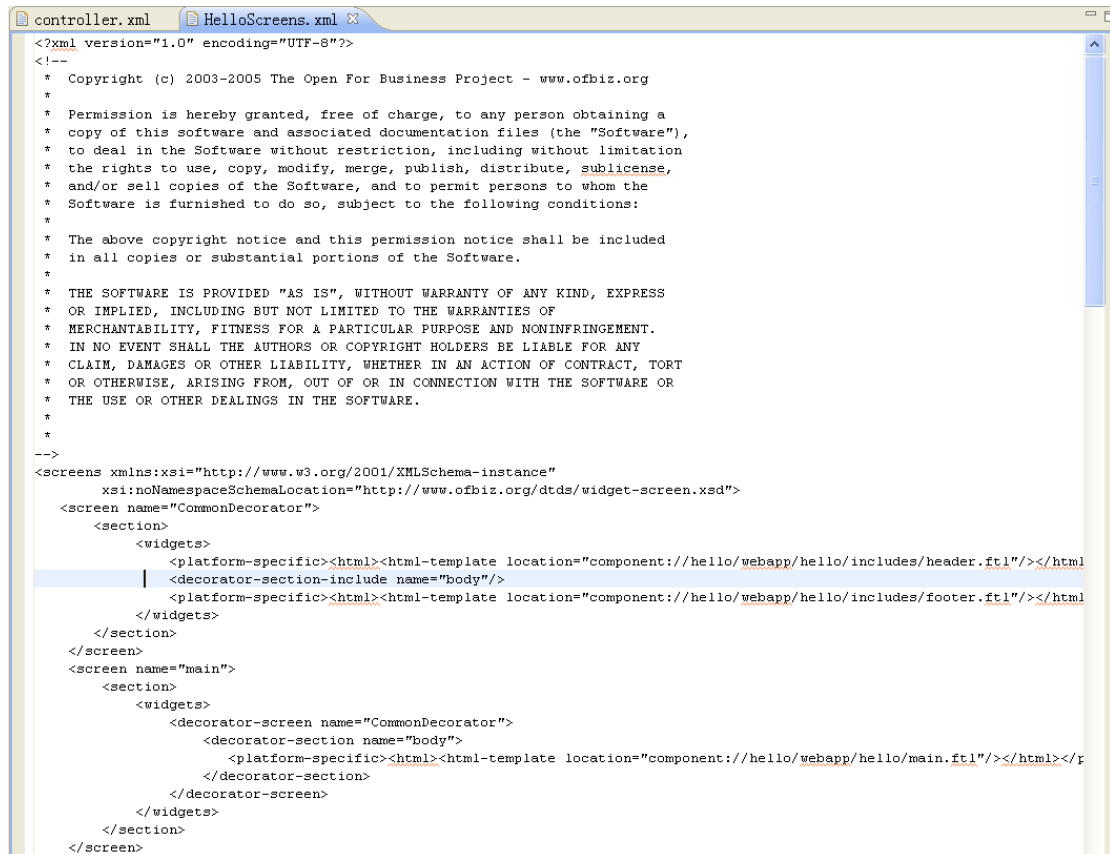 controller.xml HelloScreens.xml
<?xml version="1.0" encoding="UTF-8"?>
<!--
 *  Copyright (c) 2003-2005 The Open For Business Project - www.ofbiz.org
 *
 *  Permission is hereby granted, free of charge, to any person obtaining a
 *  copy of this software and associated documentation files (the "Software"),
 *  to deal in the Software without restriction, including without limitation
 *  the rights to use, copy, modify, merge, publish, distribute, sublicense,
 *  and/or sell copies of the Software, and to permit persons to whom the
 *  Software is furnished to do so, subject to the following conditions:
 *
 *  The above copyright notice and this permission notice shall be included
 *  in all copies or substantial portions of the Software.
 *
 *  THE SOFTWARE IS PROVIDED "AS IS", WITHOUT WARRANTY OF ANY KIND, EXPRESS
 *  OR IMPLIED, INCLUDING BUT NOT LIMITED TO THE WARRANTIES OF
 *  MERCHANTABILITY, FITNESS FOR A PARTICULAR PURPOSE AND NONINFRINGEMENT.
 *  IN NO EVENT SHALL THE AUTHORS OR COPYRIGHT HOLDERS BE LIABLE FOR ANY
 *  CLAIM, DAMAGES OR OTHER LIABILITY, WHETHER IN AN ACTION OF CONTRACT, TORT
 *  OR OTHERWISE, ARISING FROM, OUT OF OR IN CONNECTION WITH THE SOFTWARE OR
 *  THE USE OR OTHER DEALINGS IN THE SOFTWARE.
 *
 *
-->
<screens xmlns:xsi="http://www.w3.org/2001/XMLSchema-instance"
        xsi:noNamespaceSchemaLocation="http://www.ofbiz.org/dtds/widget-screen.xsd">
   <screen name="CommonDecorator">
       <section>
            <widgets>
                <platform-specific><html><html-template location="component://hello/webapp/hello/includes/header.ftl"/></html
                <decorator-section-include name="body"/>
                <platform-specific><html><html-template location="component://hello/webapp/hello/includes/footer.ftl"/></html
            </widgets>
       </section>
    </screen>
    <screen name="main">
        <section>
            <widgets>
                <decorator-screen name="CommonDecorator">
                    <decorator-section name="body">
                       <platform-specific><html><html-template location="component://hello/webapp/hello/main.ftl"/></html></p
                    </decorator-section>
                </decorator-screen>
            </widgets>
        </section>
    </screen>